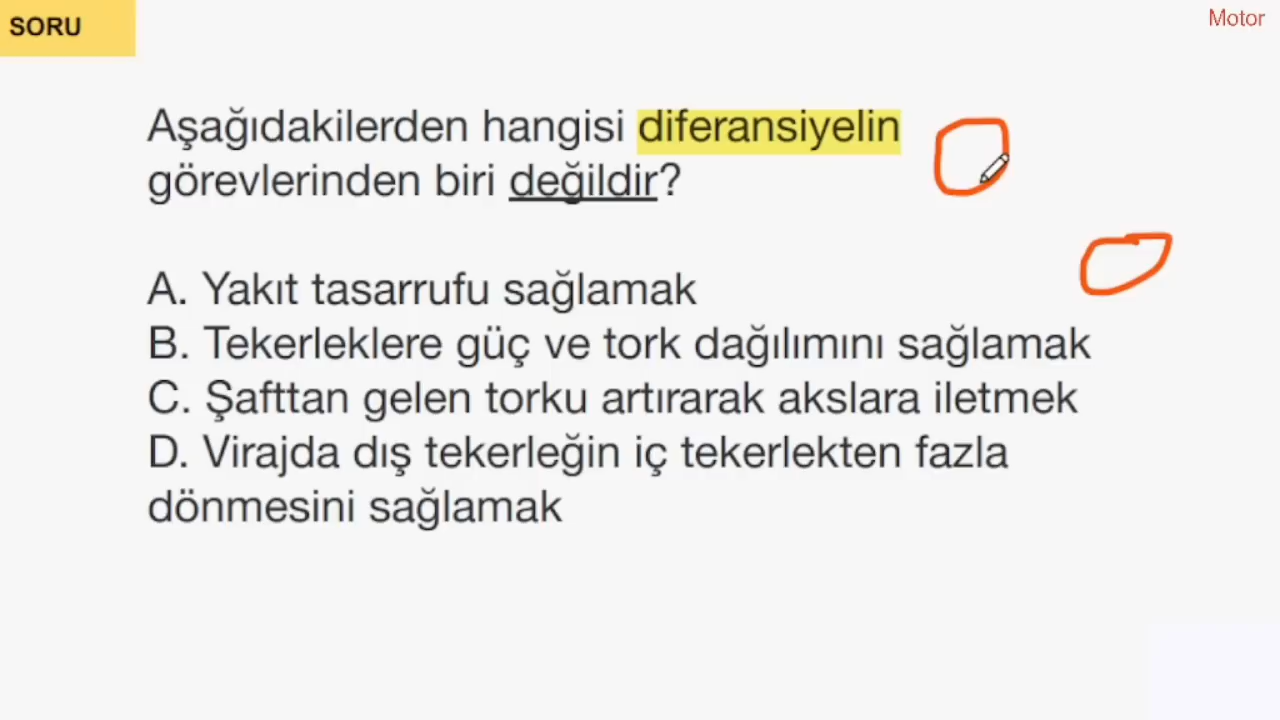 SORU
Motor
Aşağıdakilerden hangisi diferansiyelin
görevlerinden biri değildir?
A. Yakıt tasarrufu sağlamak
B. Tekerleklere güç ve tork dağılımını sağlamak
C. Şafttan gelen torku artırarak akslara iletmek
D. Virajda dış tekerleğin iç tekerlekten fazla
dönmesini sağlamak